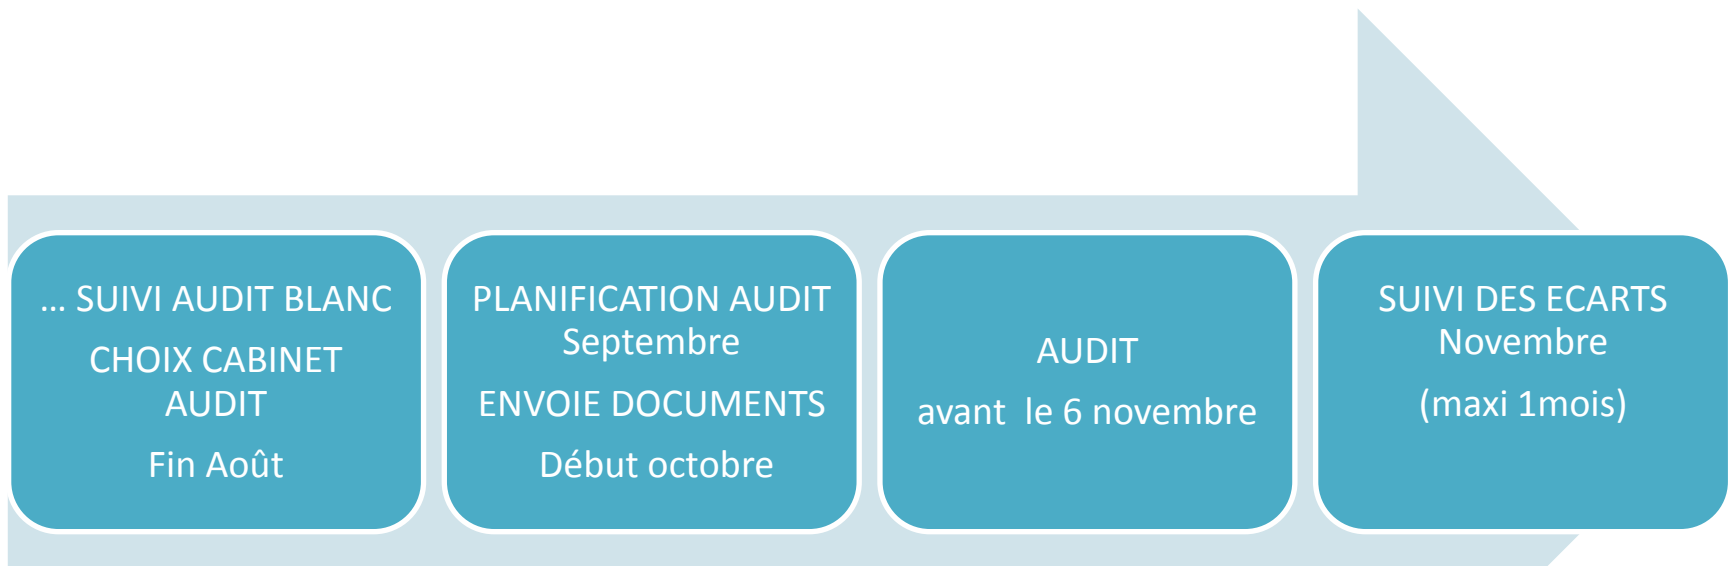 ... SUIVI AUDIT BLANC
CHOIX CABINET
AUDIT
Fin Août
PLANIFICATION AUDIT
Septembre
ENVOIE DOCUMENTS
Début octobre
AUDIT
avant  le 6 novembre
SUIVI DES ECARTS
Novembre
(maxi 1mois)